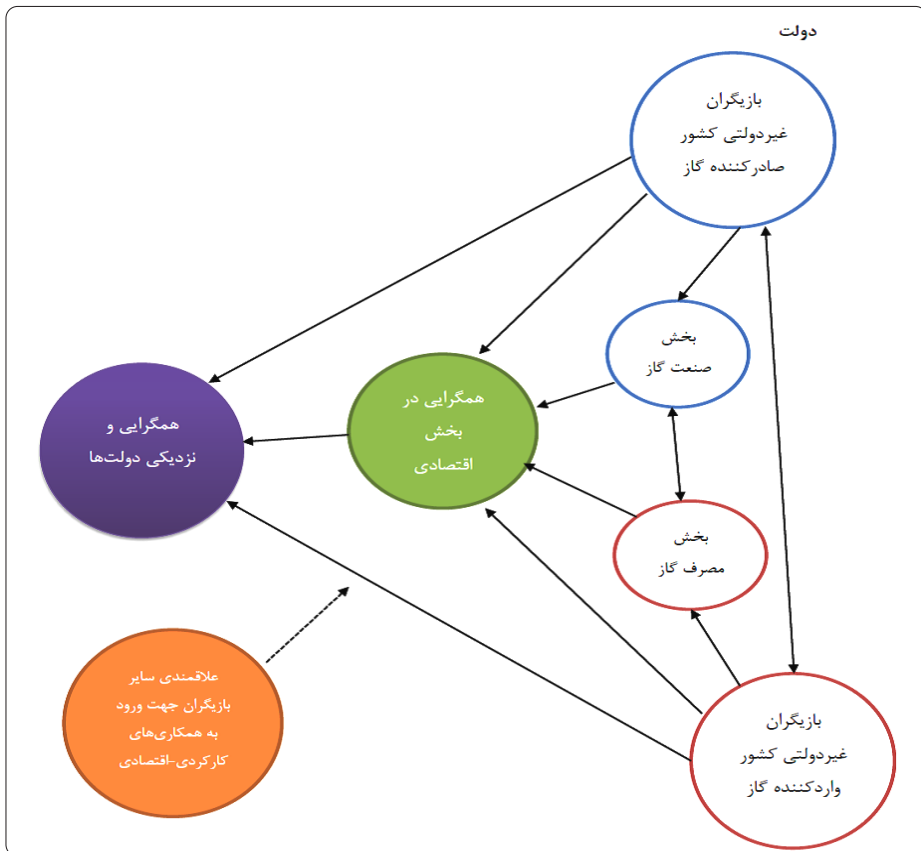 دولت
بازیگران
غیردولتی کشور
صادرکننده گاز
بخش
صنعت گاز
همگرایی در
بخش
اقتصادی
همگرایی و
نزدیکی دولت‌ها
بخش
مصرف گاز
علاقمندی سایر
بازیگران جهت ورود
به همکاری‌های
کارکردی-اقتصادی
بازیگران
غیردولتی کشور
واردکننده گاز